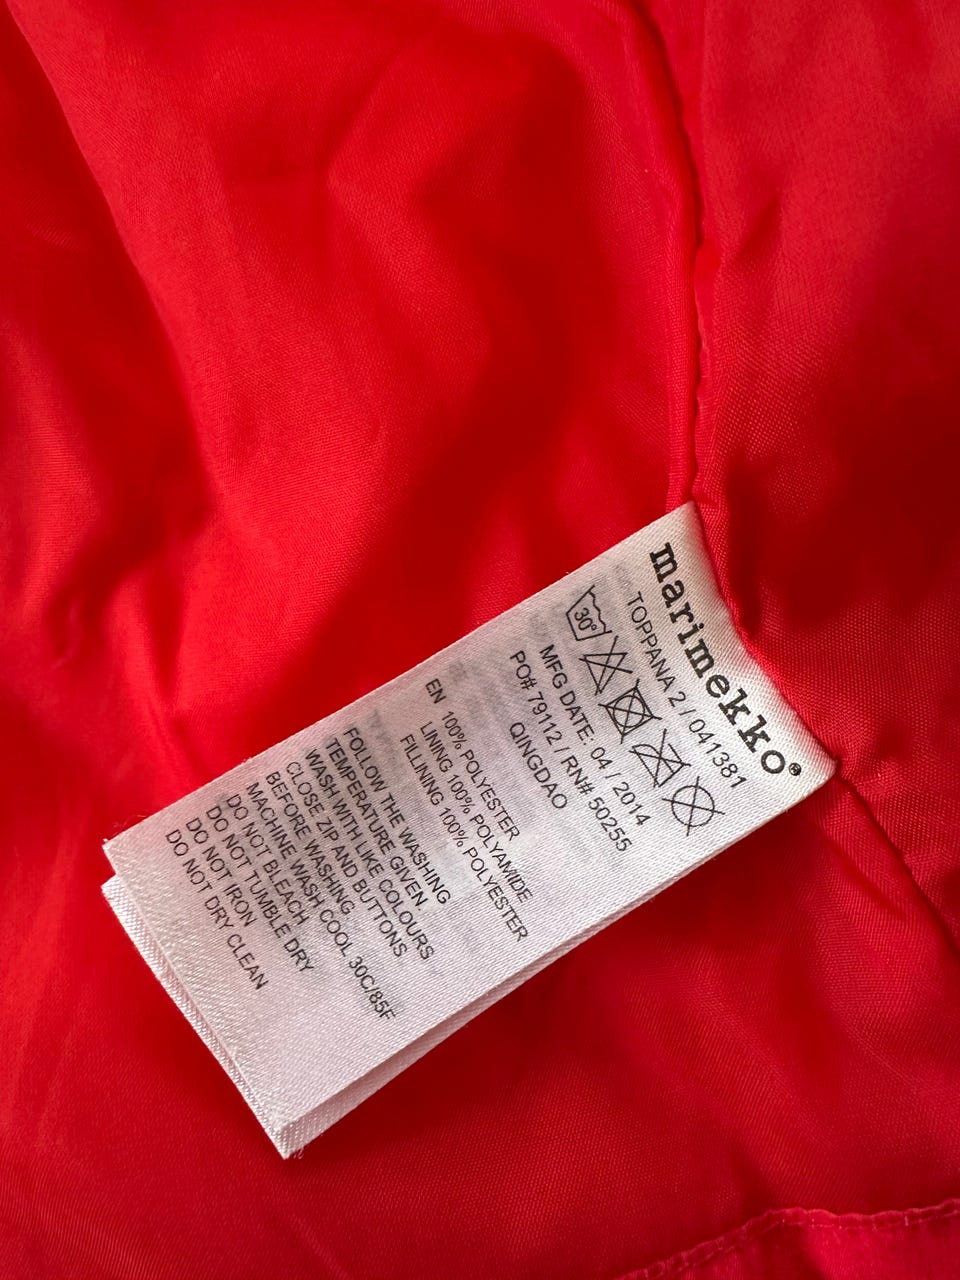 marimekko®
TOPPANA 2 / 041381
30°
MFG DATE: 04 / 2014
PO# 79112 / RN# 50255
QINGDAO
EN 100% POLYESTER
LINING 100% POLYAMIDE
FILLINING 100% POLYESTER
FOLLOW THE WASHING
TEMPERATURE GIVEN.
WASH WITH LIKE COLOURS
CLOSE ZIP AND BUTTONS
BEFORE WASHING
MACHINE WASH COOL 30C/85F
DO NOT BLEACH
DO NOT TUMBLE DRY
DO NOT IRON
DO NOT DRY CLEAN